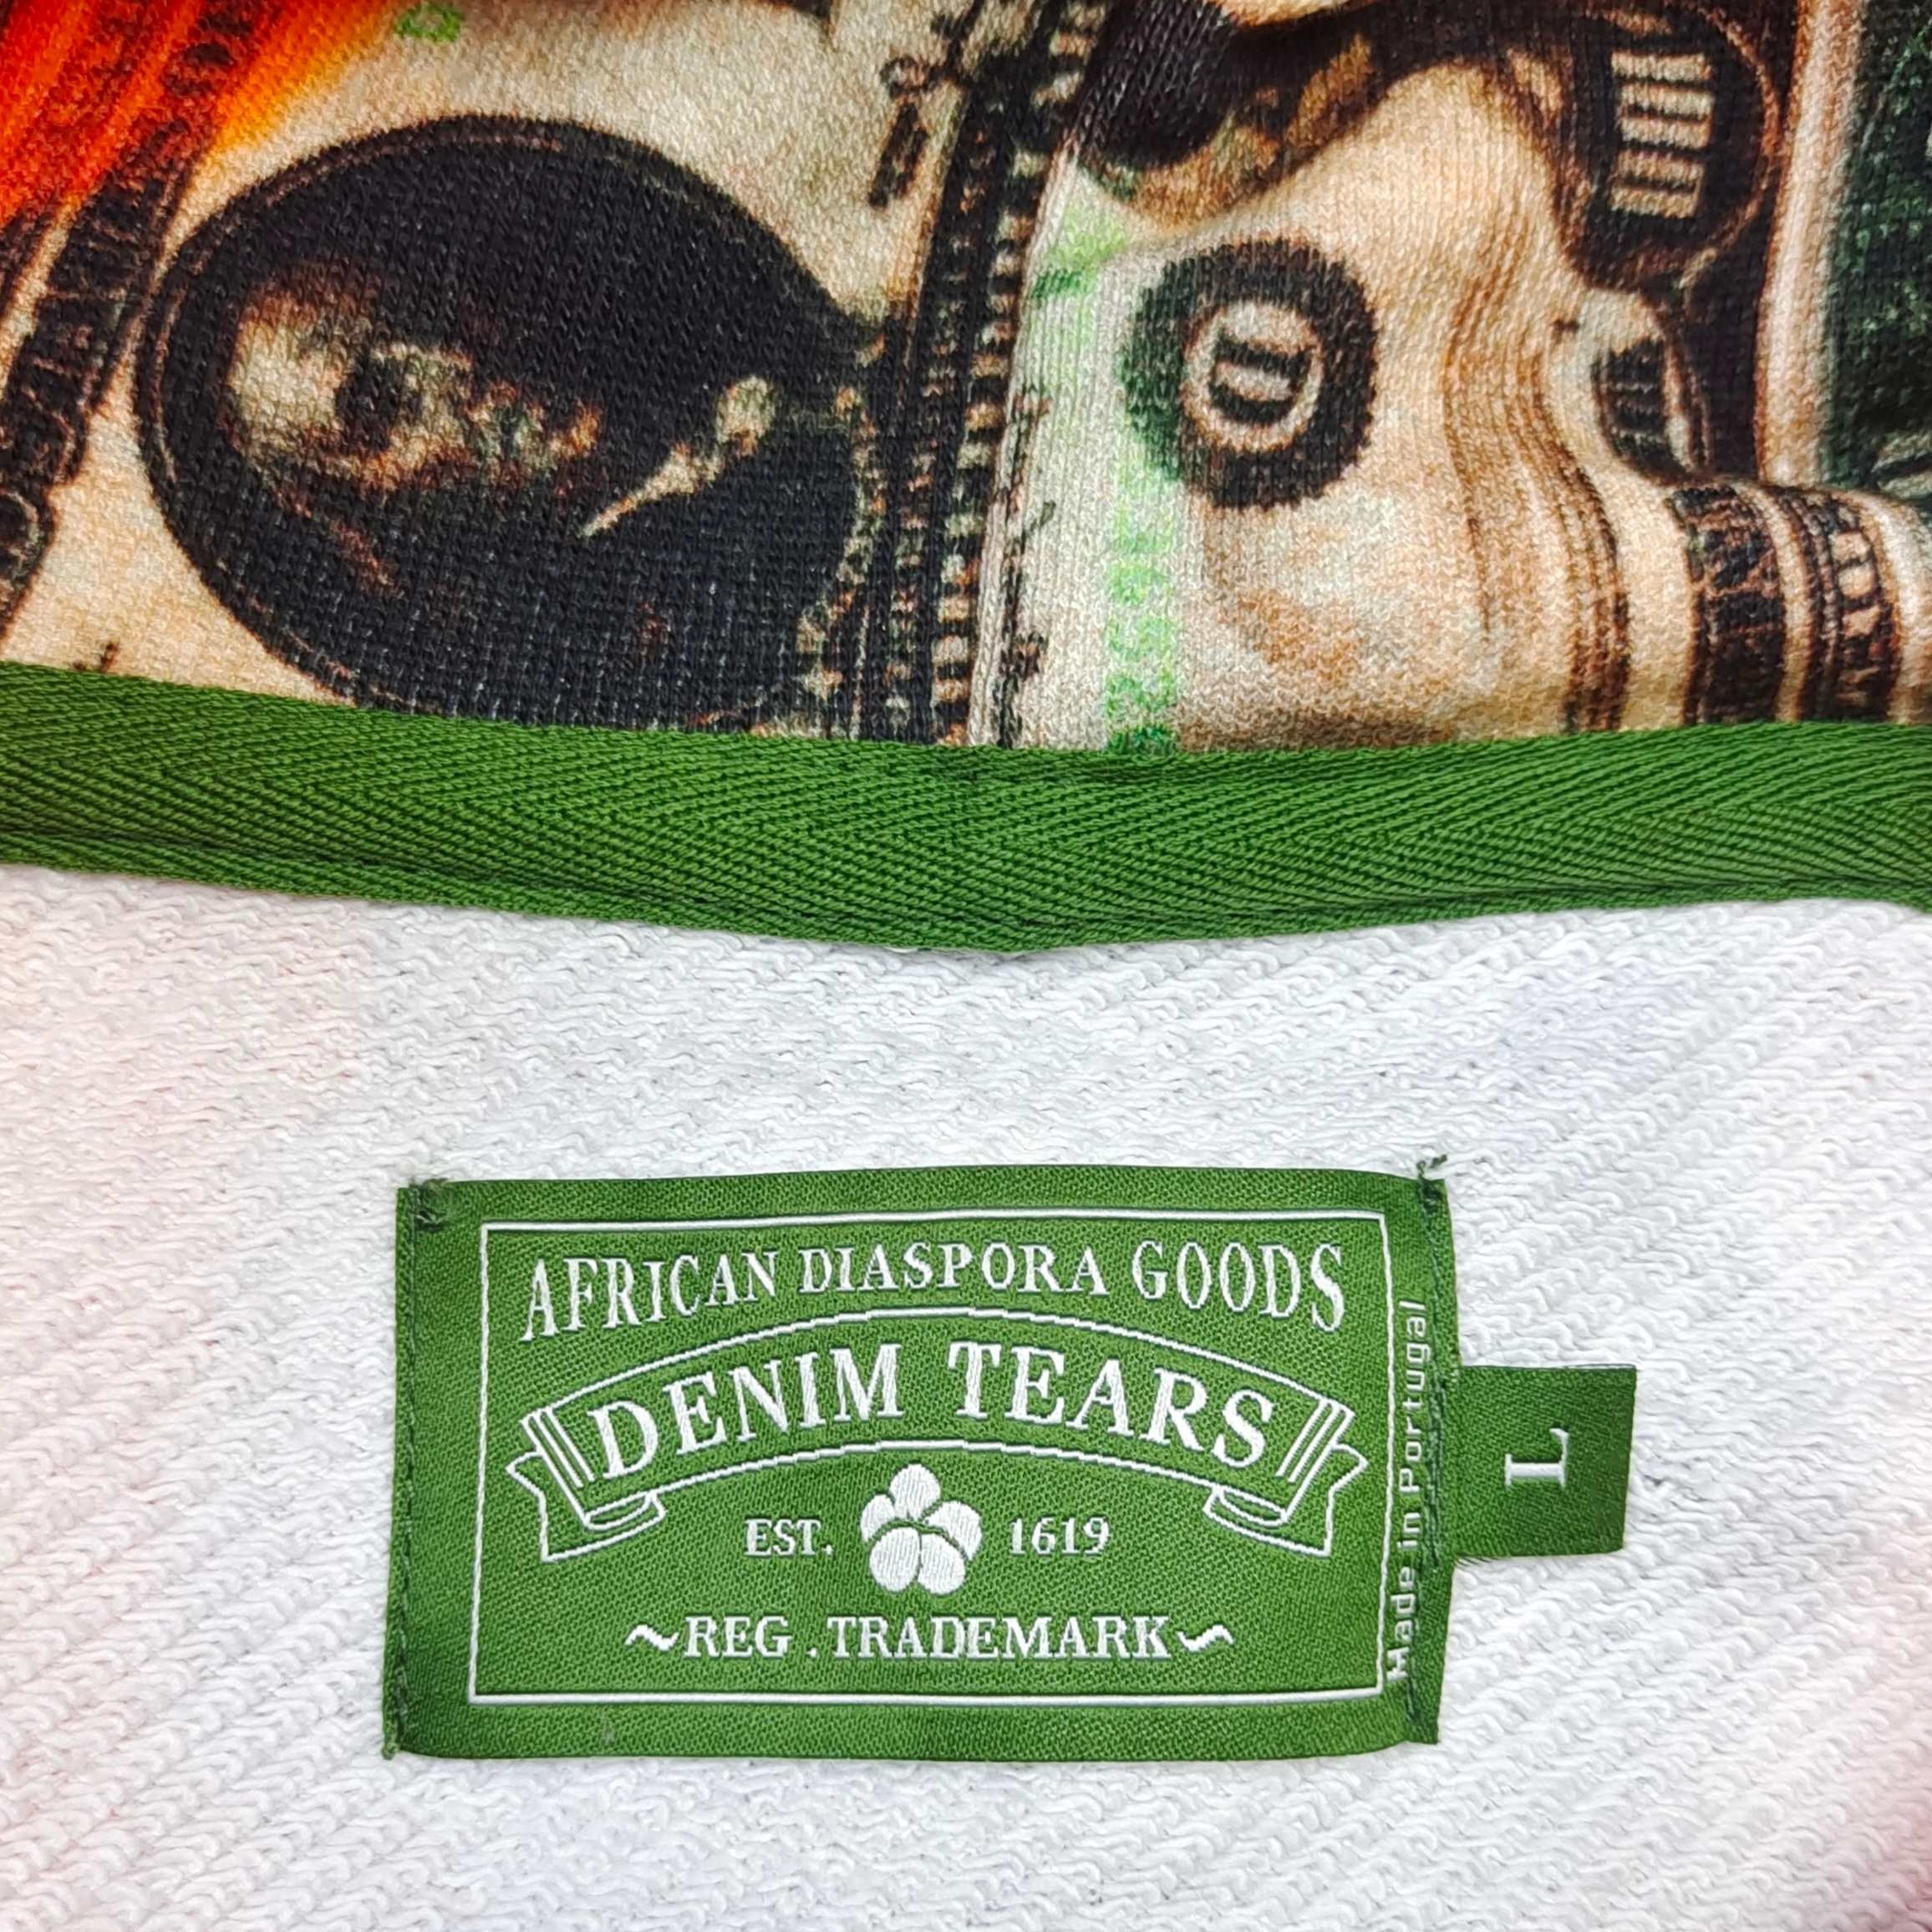 AFRICAN DIASPORA GOODS
DENIM TEARS
EST. 1619
~REG . TRADEMARK~
Made in Portugal
L